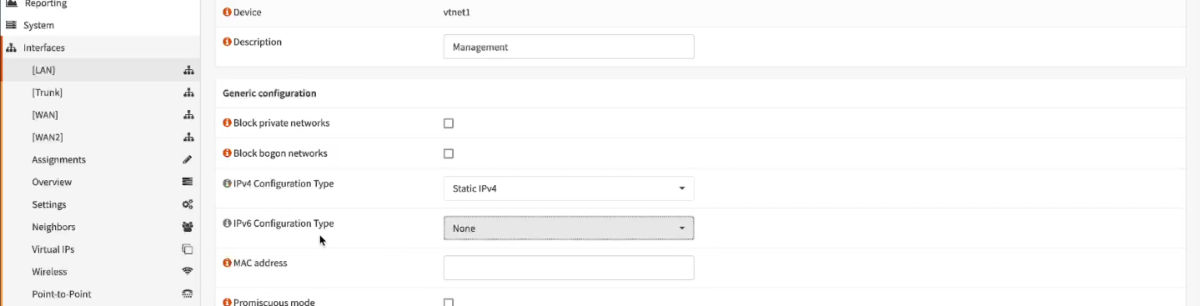 Reporting
System
Interfaces
[LAN]
[Trunk]
[WAN]
[WAN2]
Assignments
Overview
Settings
Neighbors
Virtual IPs
Wireless
Point-to-Point
Device vtnet1
Description Management
Generic configuration
Block private networks
Block bogon networks
IPv4 Configuration Type Static IPv4
IPv6 Configuration Type None
MAC address
Promiscuous mode